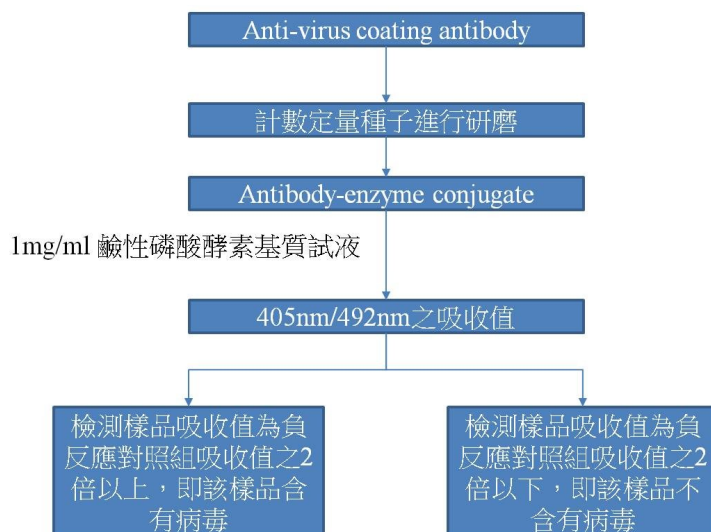 Anti-virus coating antibody
計數定量種子進行研磨
Antibody-enzyme conjugate
1mg/ml 鹼性磷酸酵素基質試液
405nm/492nm之吸收值
檢測樣品吸收值為負
反應對照組吸收值之2
倍以上，即該樣品含
有病毒
檢測樣品吸收值為負
反應對照組吸收值之2
倍以下，即該樣品不
含有病毒